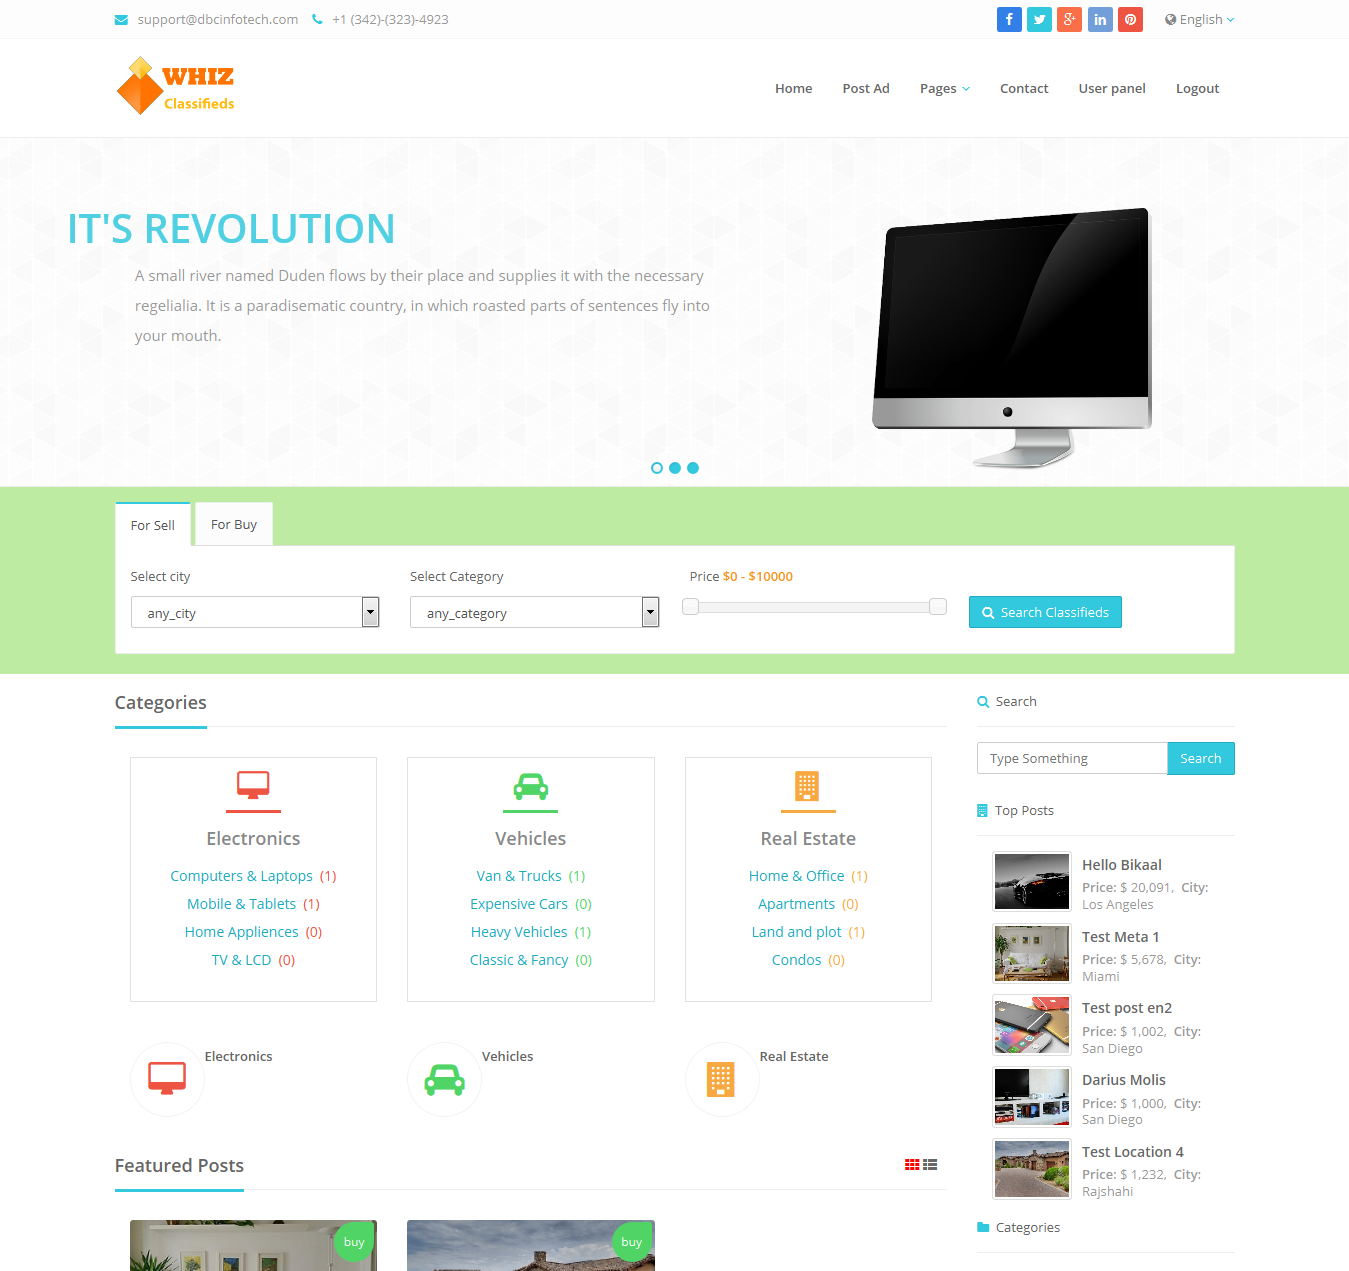 support@dbcinfotech.com +1 (342)-(323)-4923 English
WHIZ
Classifieds
Home Post Ad Pages Contact User panel Logout
IT'S REVOLUTION
A small river named Duden flows by their place and supplies it with the necessary
regelialia. It is a paradisematic country, in which roasted parts of sentences fly into
your mouth.
For Sell For Buy
Select city Select Category Price $0 - $10000
any_city any_category Search Classifieds
Categories
Electronics
Computers & Laptops (1)
Mobile & Tablets (1)
Home Appliences (0)
TV & LCD (0)
Vehicles
Van & Trucks (1)
Expensive Cars (0)
Heavy Vehicles (1)
Classic & Fancy (0)
Real Estate
Home & Office (1)
Apartments (0)
Land and plot (1)
Condos (0)
Electronics Vehicles Real Estate
Featured Posts
buy buy
Search
Type Something Search
Top Posts
Hello Bikaal
Price: $ 20,091, City:
Los Angeles
Test Meta 1
Price: $ 5,678, City:
Miami
Test post en2
Price: $ 1,002, City:
San Diego
Darius Molis
Price: $ 1,000, City:
San Diego
Test Location 4
Price: $ 1,232, City:
Rajshahi
Categories